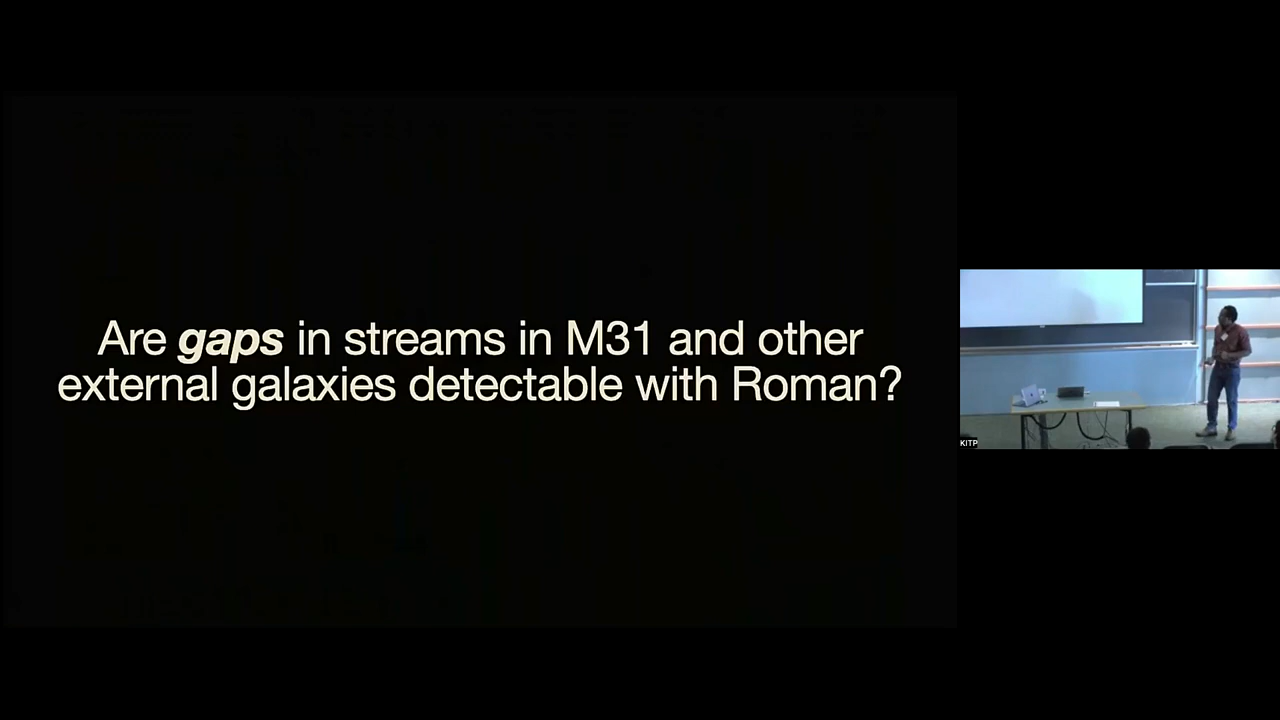 Are gaps in streams in M31 and other
external galaxies detectable with Roman?
KITP